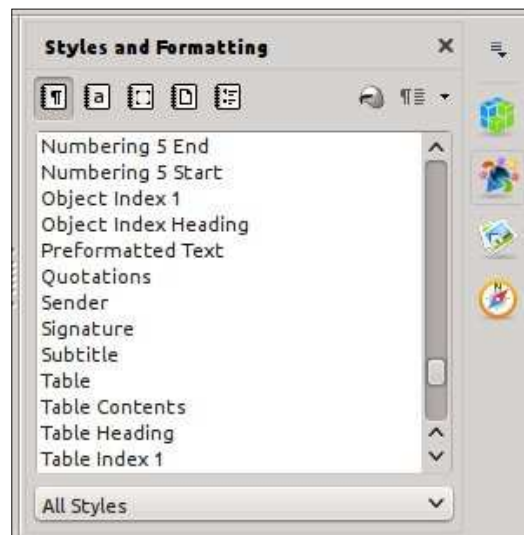 Styles and Formatting
Numbering 5 End
Numbering 5 Start
Object Index 1
Object Index Heading
Preformatted Text
Quotations
Sender
Signature
Subtitle
Table
Table Contents
Table Heading
Table Index 1
All Styles